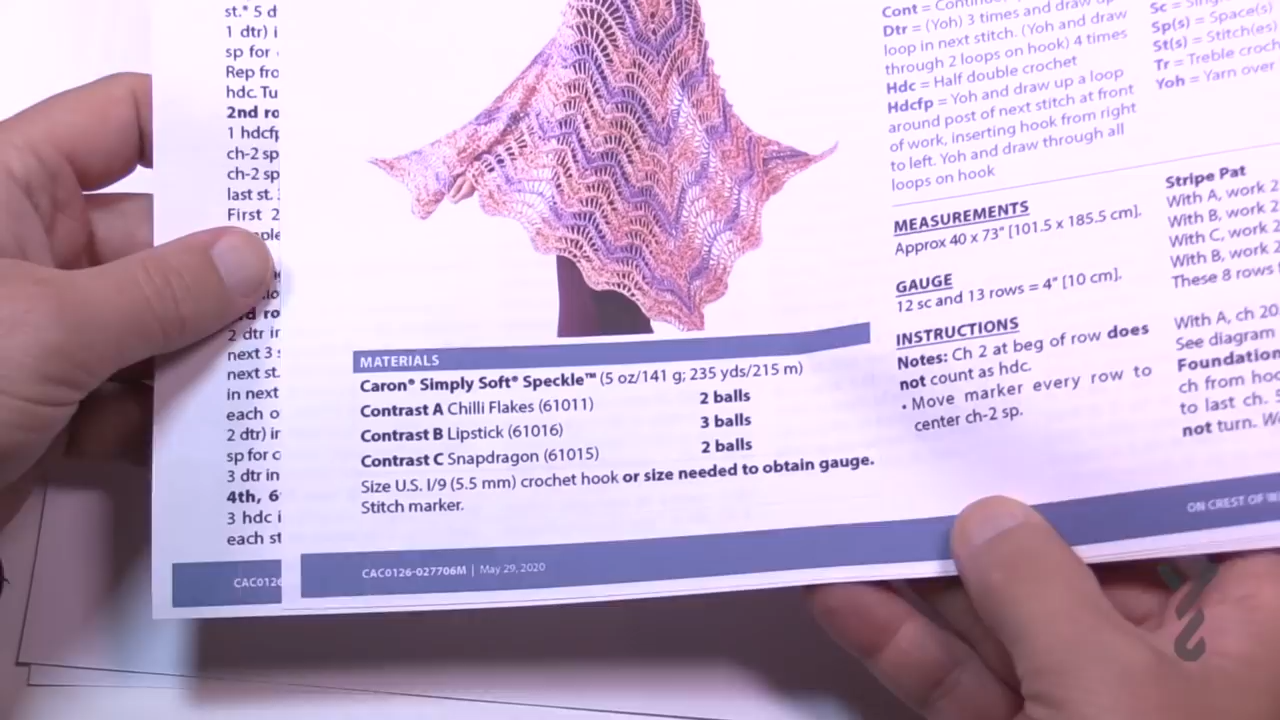 st.* 5 d
1 dtr) i
sp for
Rep fro
hdc. Tu
2nd ro
1 hdcfp
ch-2 sp
ch-2 sp
last st.
First 2
2 dtr in
next 3
next st.
in next
each o
2 dtr) in
sp for c
3 dtr in
4th, 6
3 hdc i
each st
CAC0126
MATERIALS
Caron® Simply Soft® Speckle™ (5 oz/141 g; 235 yds/215 m)
Contrast A Chilli Flakes (61011) 2 balls
Contrast B Lipstick (61016) 3 balls
Contrast C Snapdragon (61015) 2 balls
Size U.S. I/9 (5.5 mm) crochet hook or size needed to obtain gauge.
Stitch marker.
CAC0126-027706M | May 29, 2020
Cont =
Dtr = (Yoh) 3 times and draw up
loop in next stitch. (Yoh and draw
through 2 loops on hook) 4 times
Hdc = Half double crochet
Hdcfp = Yoh and draw up a loop
around post of next stitch at front
of work, inserting hook from right
to left. Yoh and draw through all
loops on hook
Sc =
Sp(s) = Space(s)
St(s) = Stitch(es)
Tr = Treble croch
Yoh = Yarn over
MEASUREMENTS
Approx 40 x 73" [101.5 x 185.5 cm].
GAUGE
12 sc and 13 rows = 4" [10 cm].
INSTRUCTIONS
Notes: Ch 2 at beg of row does
not count as hdc.
• Move marker every row to
center ch-2 sp.
Stripe Pat
With A, work 2
With B, work 2
With C, work 2
With B, work 2
These 8 rows
With A, ch 20
See diagram
Foundation
ch from hoo
to last ch.
not turn.
ON CREST OF